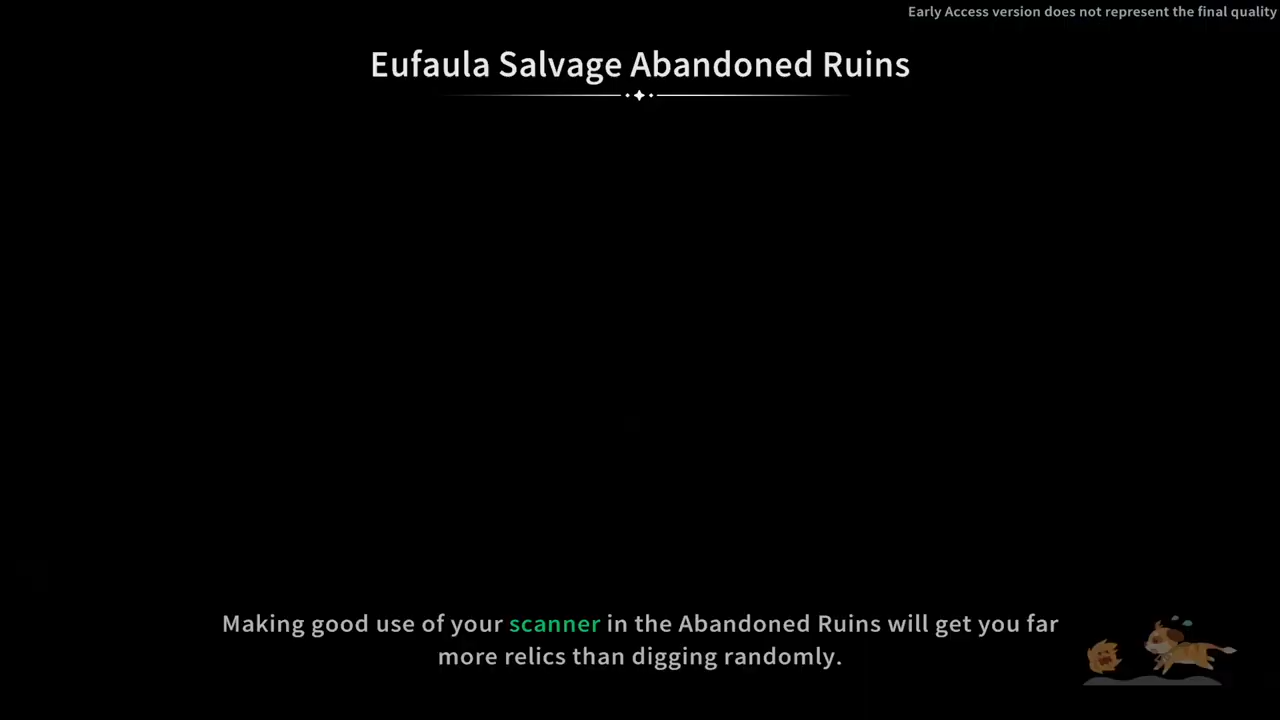 Early Access version does not represent the final quality
Eufaula Salvage Abandoned Ruins
Making good use of your scanner in the Abandoned Ruins will get you far
more relics than digging randomly.